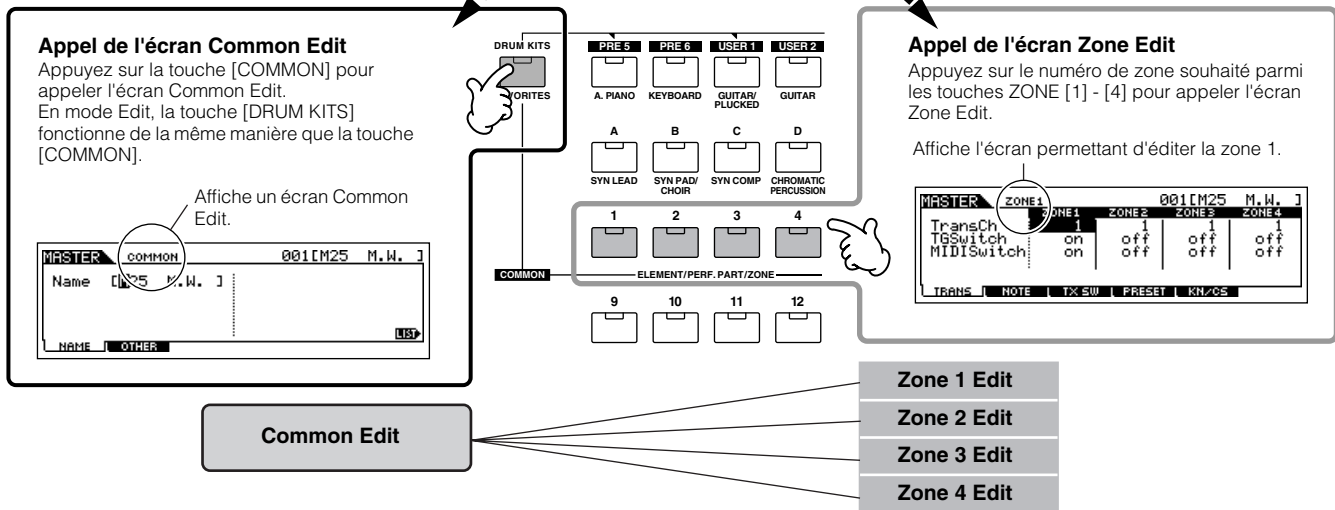 Appel de l'écran Common Edit
Appuyez sur la touche [COMMON] pour
appeler l'écran Common Edit.
En mode Edit, la touche [DRUM KITS]
fonctionne de la même manière que la touche
[COMMON].
Affiche un écran Common
Edit.
MASTER COMMON 001[M25 M.W. ]
Name [M25 M.W. ]
LIST
NAME OTHER
DRUM KITS PRE 5 PRE 6 USER 1 USER 2
VORITES A. PIANO KEYBOARD GUITAR/ PLUCKED GUITAR
A B C D
SYN LEAD SYN PAD/ CHOIR SYN COMP CHROMATIC PERCUSSION
1 2 3 4
COMMON ELEMENT/PERF. PART/ZONE
9 10 11 12
Appel de l'écran Zone Edit
Appuyez sur le numéro de zone souhaité parmi
les touches ZONE [1] - [4] pour appeler l'écran
Zone Edit.
Affiche l'écran permettant d'éditer la zone 1.
MASTER ZONE1 001[M25 M.W. ]
ZONE1 ZONE2 ZONE3 ZONE4
TransCh 1 1 1 1
TGSwitch on off off off
MIDISwitch on off off off
TRANS NOTE TX SW PRESET KN/CS
Common Edit
Zone 1 Edit
Zone 2 Edit
Zone 3 Edit
Zone 4 Edit